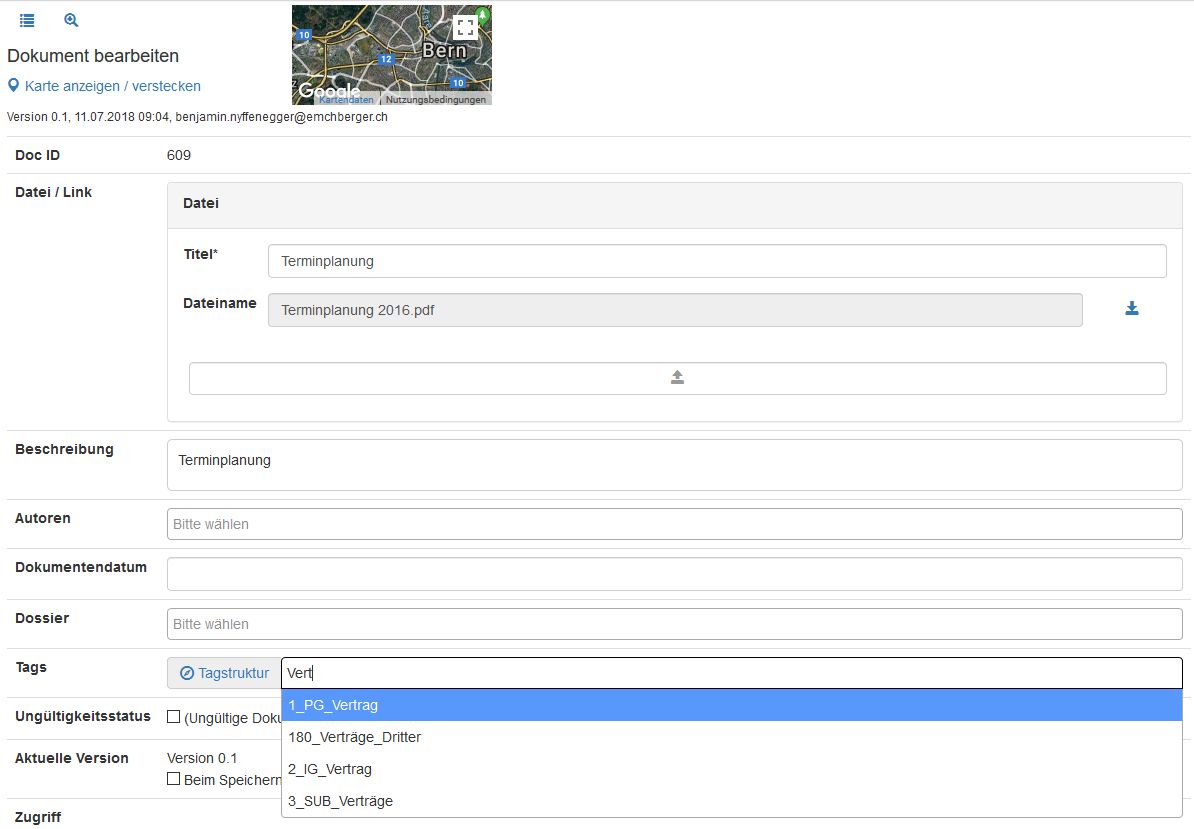 Dokument bearbeiten
Karte anzeigen / verstecken
10
Bern
12
10
Google
Kartendaten
Nutzungsbedingungen
Version 0.1, 11.07.2018 09:04, benjamin.nyffenegger@emchberger.ch
Doc ID 609
Datei / Link
Datei
Titel* Terminplanung
Dateiname Terminplanung 2016.pdf
Beschreibung Terminplanung
Autoren Bitte wählen
Dokumentendatum
Dossier Bitte wählen
Tags Tagstruktur Vert
1_PG_Vertrag
180_Verträge_Dritter
2_IG_Vertrag
3_SUB_Verträge
Ungültigkeitsstatus (Ungültige Doku
Aktuelle Version Version 0.1
Beim Speichern
Zugriff